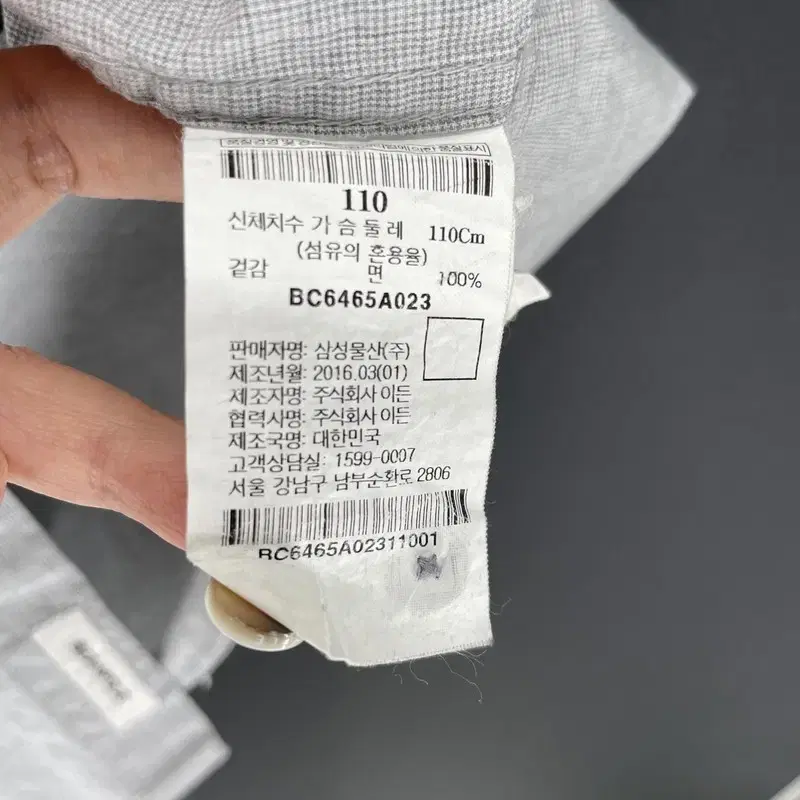 110
신체치수 가슴둘레 110Cm
(섬유의 혼용율)
겉감 면 100%
BC6465A023
판매자명: 삼성물산(주)
제조년월: 2016.03(01)
제조자명: 주식회사 이든
협력사명: 주식회사 이든
제조국명: 대한민국
고객상담실: 1599-0007
서울 강남구 남부순환로 2806
BC6465A02311001